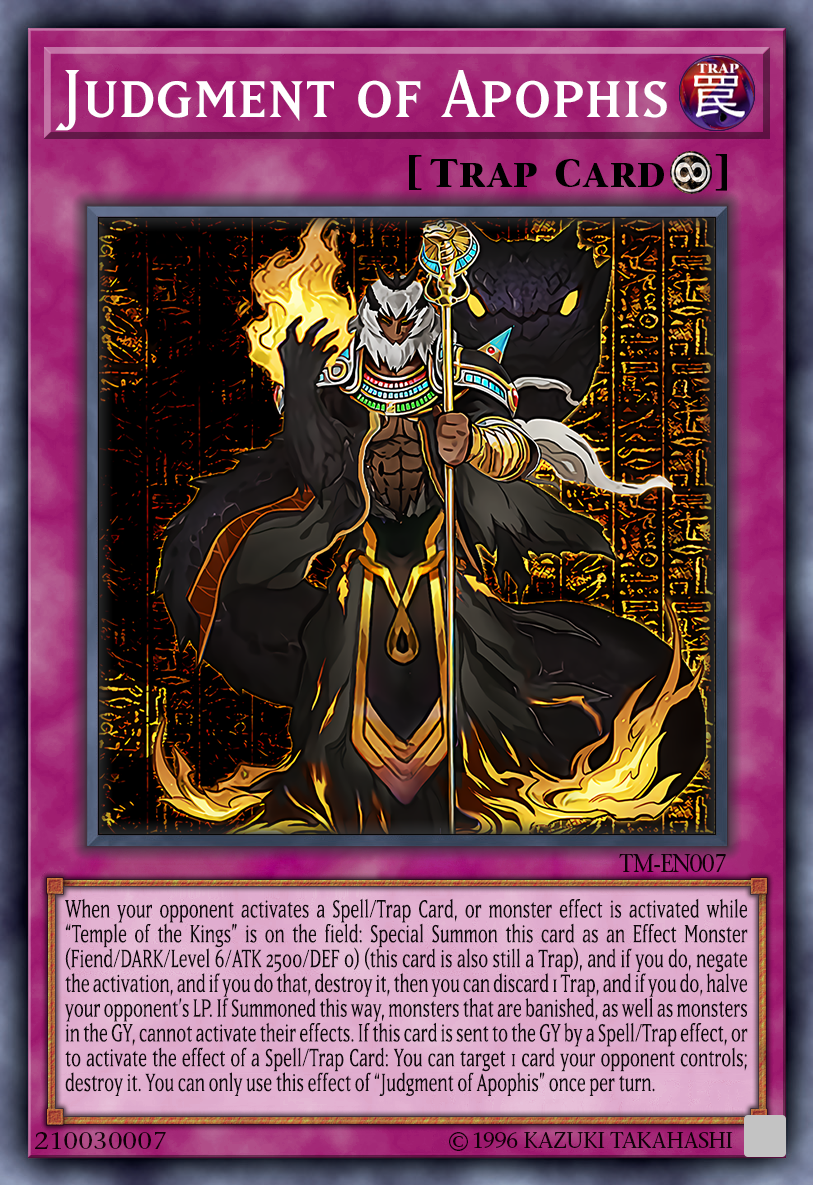 Judgment of Apophis
TRAP
罠
[Trap Card∞]
TM-EN007
When your opponent activates a Spell/Trap Card, or monster effect is activated while
“Temple of the Kings” is on the field: Special Summon this card as an Effect Monster
(Fiend/DARK/Level 6/ATK 2500/DEF 0) (this card is also still a Trap), and if you do, negate
the activation, and if you do that, destroy it, then you can discard 1 Trap, and if you do, halve
your opponent’s LP. If Summoned this way, monsters that are banished, as well as monsters
in the GY, cannot activate their effects. If this card is sent to the GY by a Spell/Trap effect, or
to activate the effect of a Spell/Trap Card: You can target 1 card your opponent controls;
destroy it. You can only use this effect of “Judgment of Apophis” once per turn.
210030007
© 1996 KAZUKI TAKAHASHI